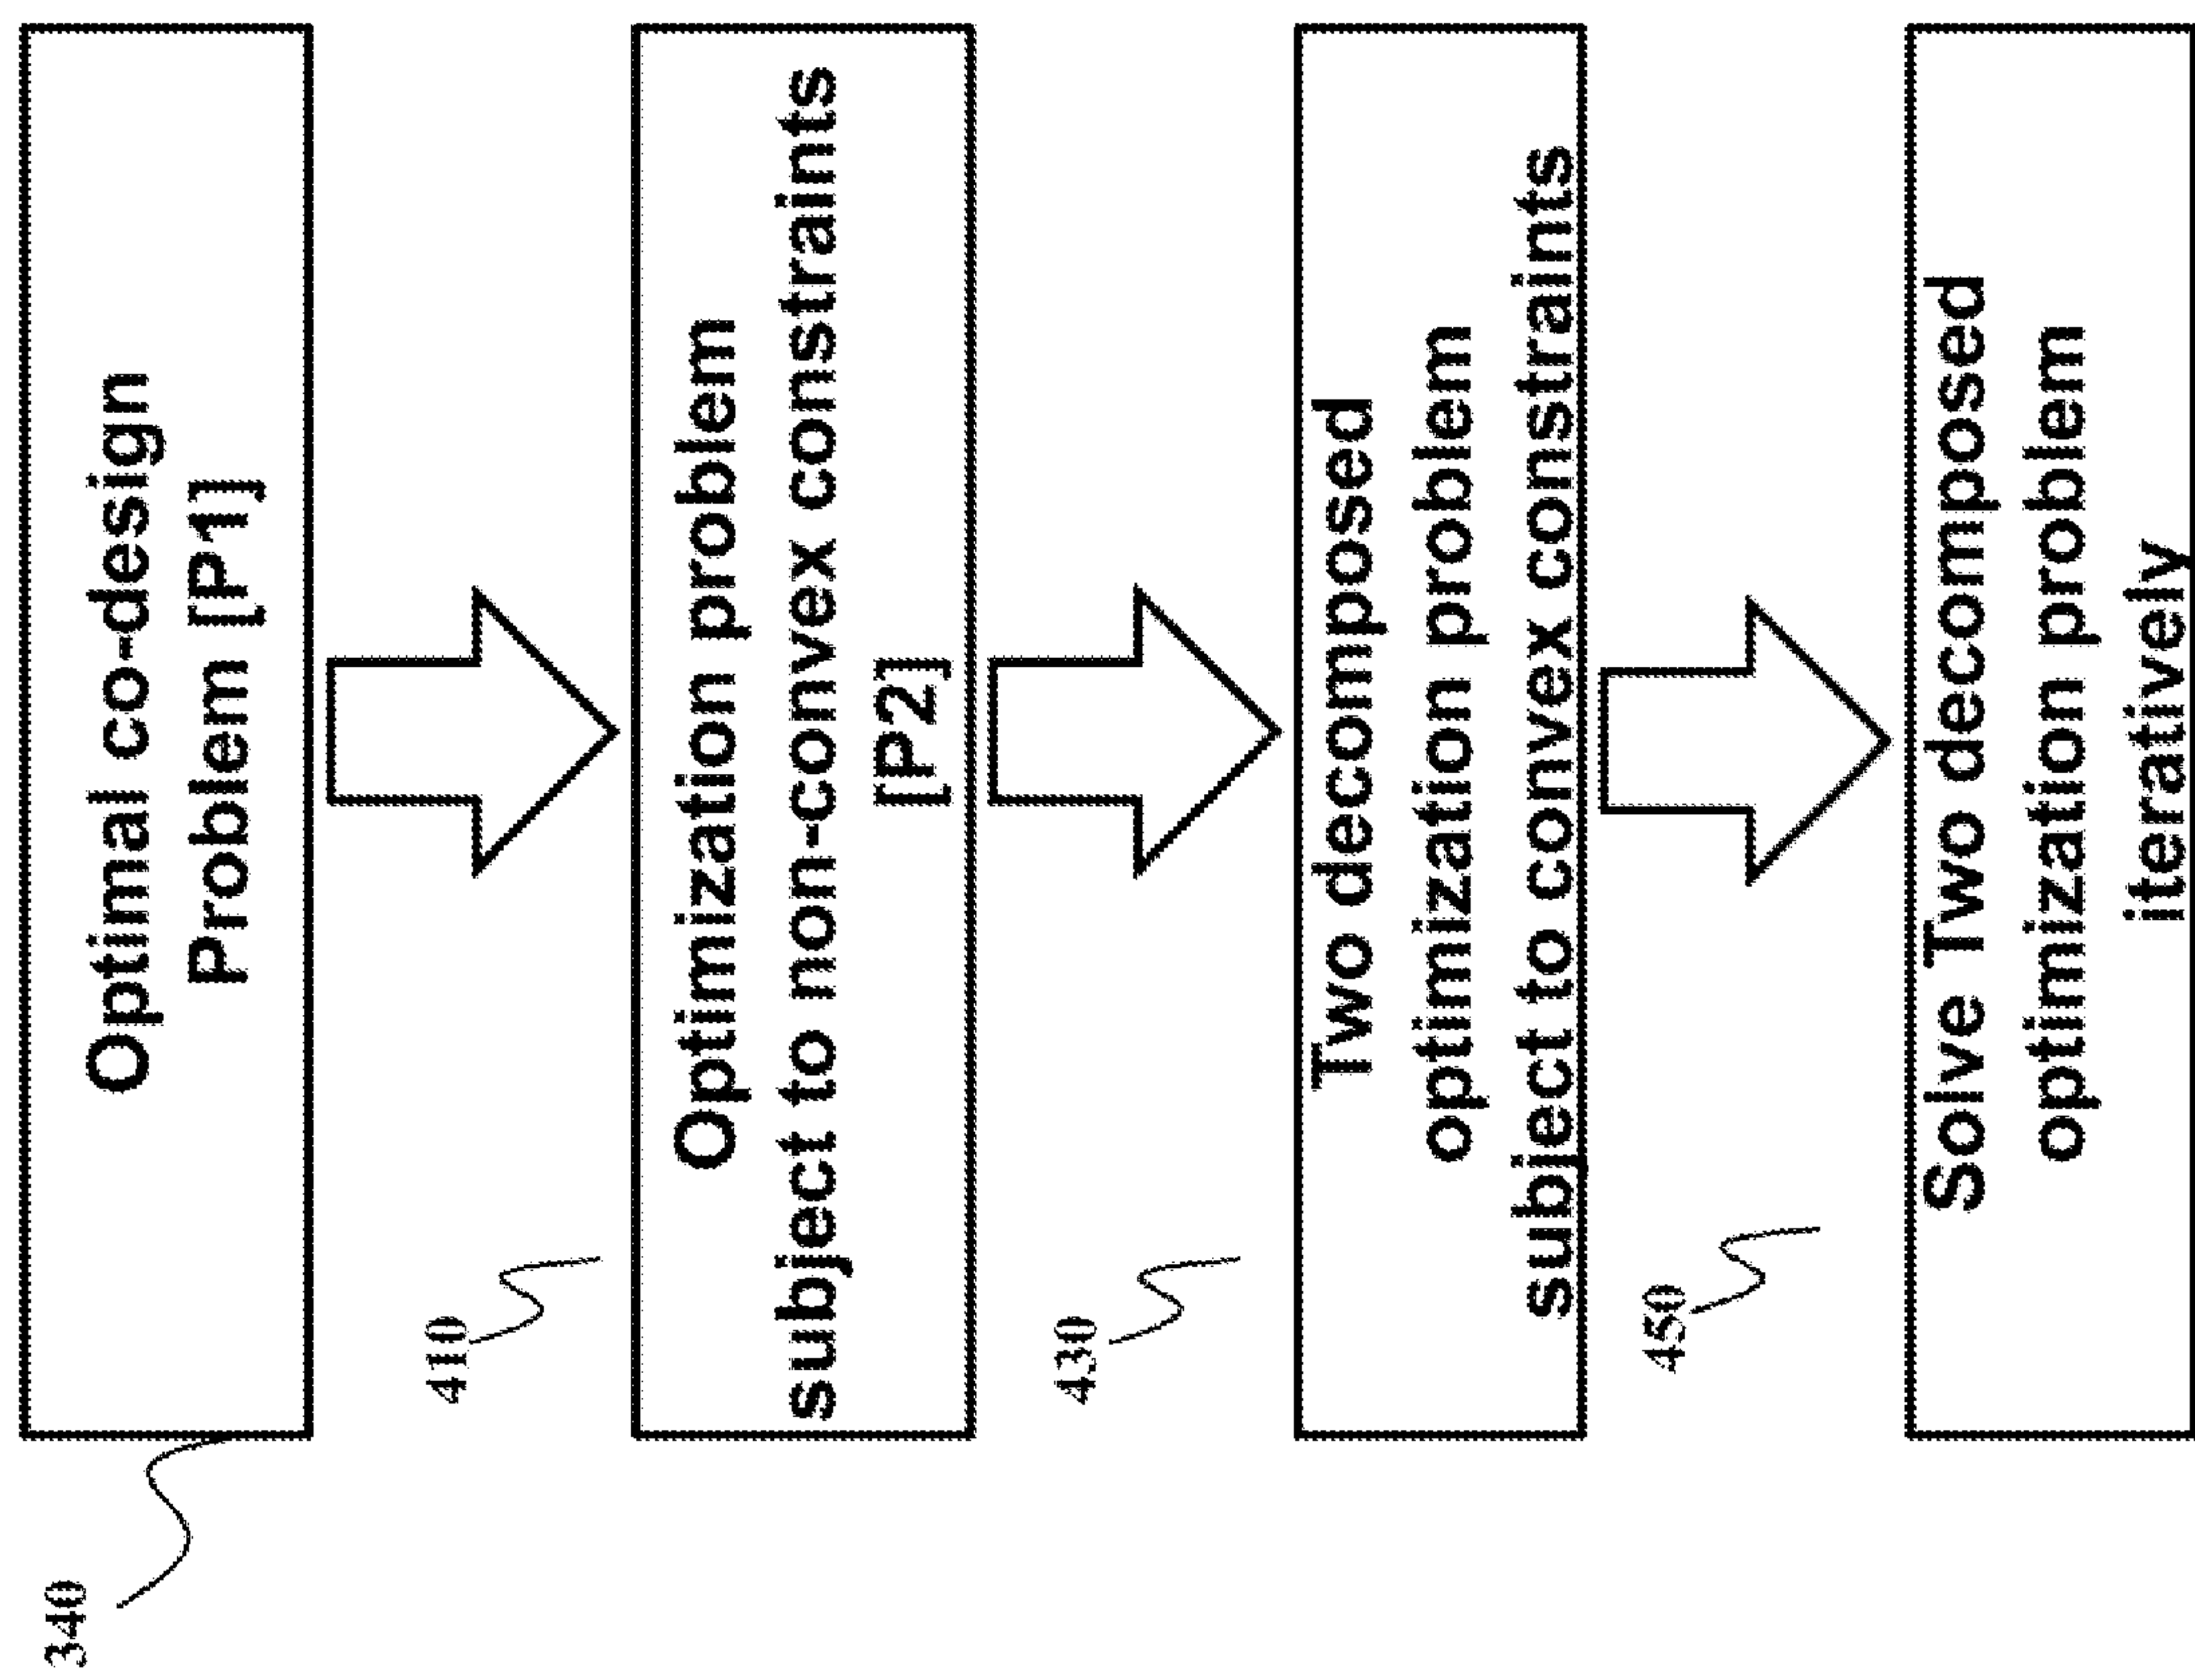 340
Optimal co-design
Problem [P1]
410
Optimization problem
subject to non-convex constraints
[P2]
430
Two decomposed
optimization problem
subject to convex constraints
450
Solve Two decomposed
optimization problem
iteratively